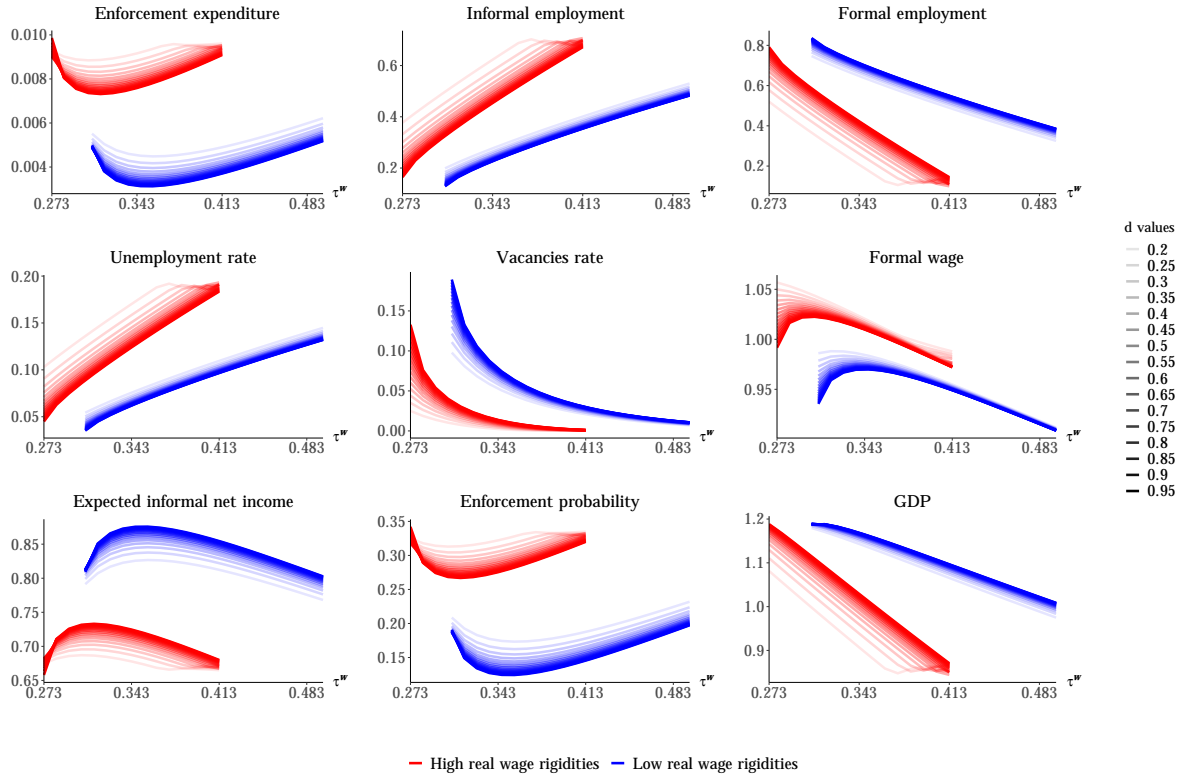 Enforcement expenditure
0.010
0.008
0.006
0.004
0.273 0.343 0.413 0.483
τʷ
Informal employment
0.6
0.4
0.2
0.273 0.343 0.413 0.483
τʷ
Formal employment
0.8
0.6
0.4
0.2
0.273 0.343 0.413 0.483
τʷ
Unemployment rate
0.20
0.15
0.10
0.05
0.273 0.343 0.413 0.483
τʷ
Vacancies rate
0.15
0.10
0.05
0.00
0.273 0.343 0.413 0.483
τʷ
Formal wage
1.05
1.00
0.95
0.273 0.343 0.413 0.483
τʷ
Expected informal net income
0.85
0.80
0.75
0.70
0.65
0.273 0.343 0.413 0.483
τʷ
Enforcement probability
0.35
0.30
0.25
0.20
0.15
0.273 0.343 0.413 0.483
τʷ
GDP
1.2
1.1
1.0
0.9
0.273 0.343 0.413 0.483
τʷ
d values
0.2
0.25
0.3
0.35
0.4
0.45
0.5
0.55
0.6
0.65
0.7
0.75
0.8
0.85
0.9
0.95
High real wage rigidities Low real wage rigidities